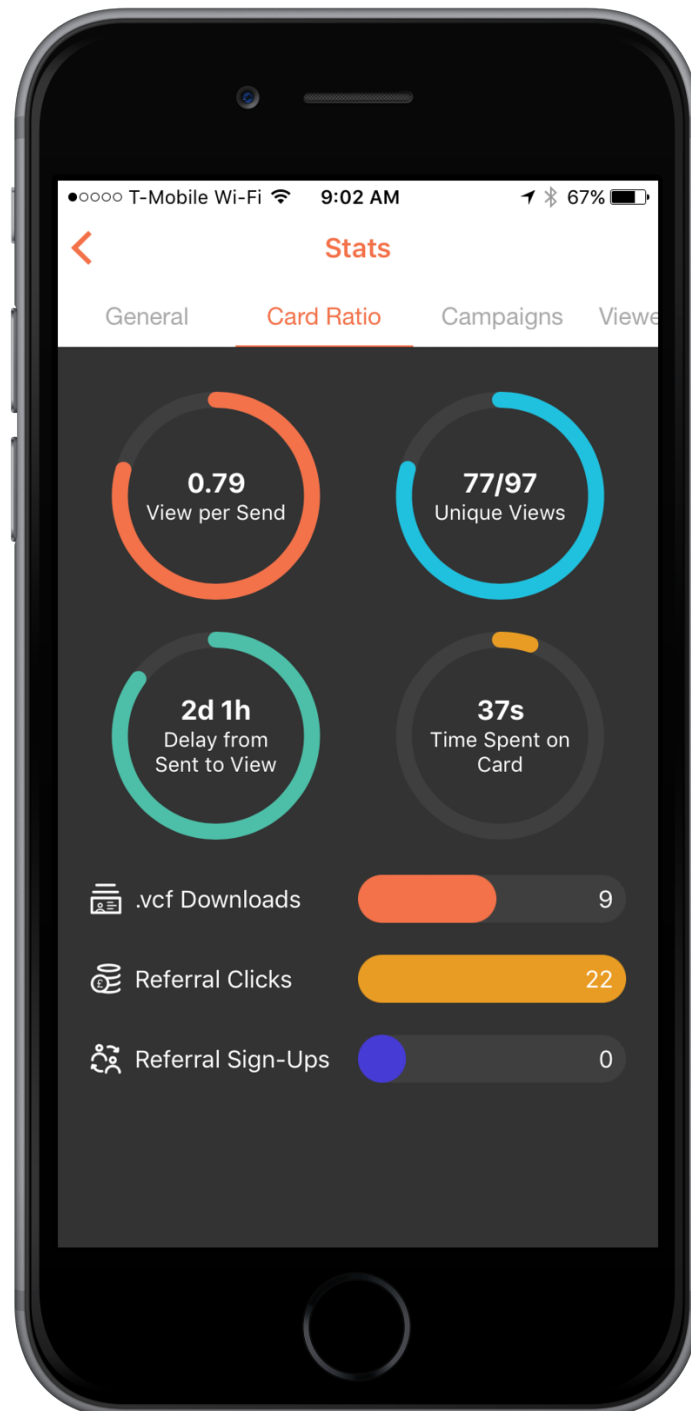 T-Mobile Wi-Fi 9:02 AM 67%
Stats
General Card Ratio Campaigns Viewe
0.79
View per Send
77/97
Unique Views
2d 1h
Delay from
Sent to View
37s
Time Spent on
Card
.vcf Downloads 9
Referral Clicks 22
Referral Sign-Ups 0